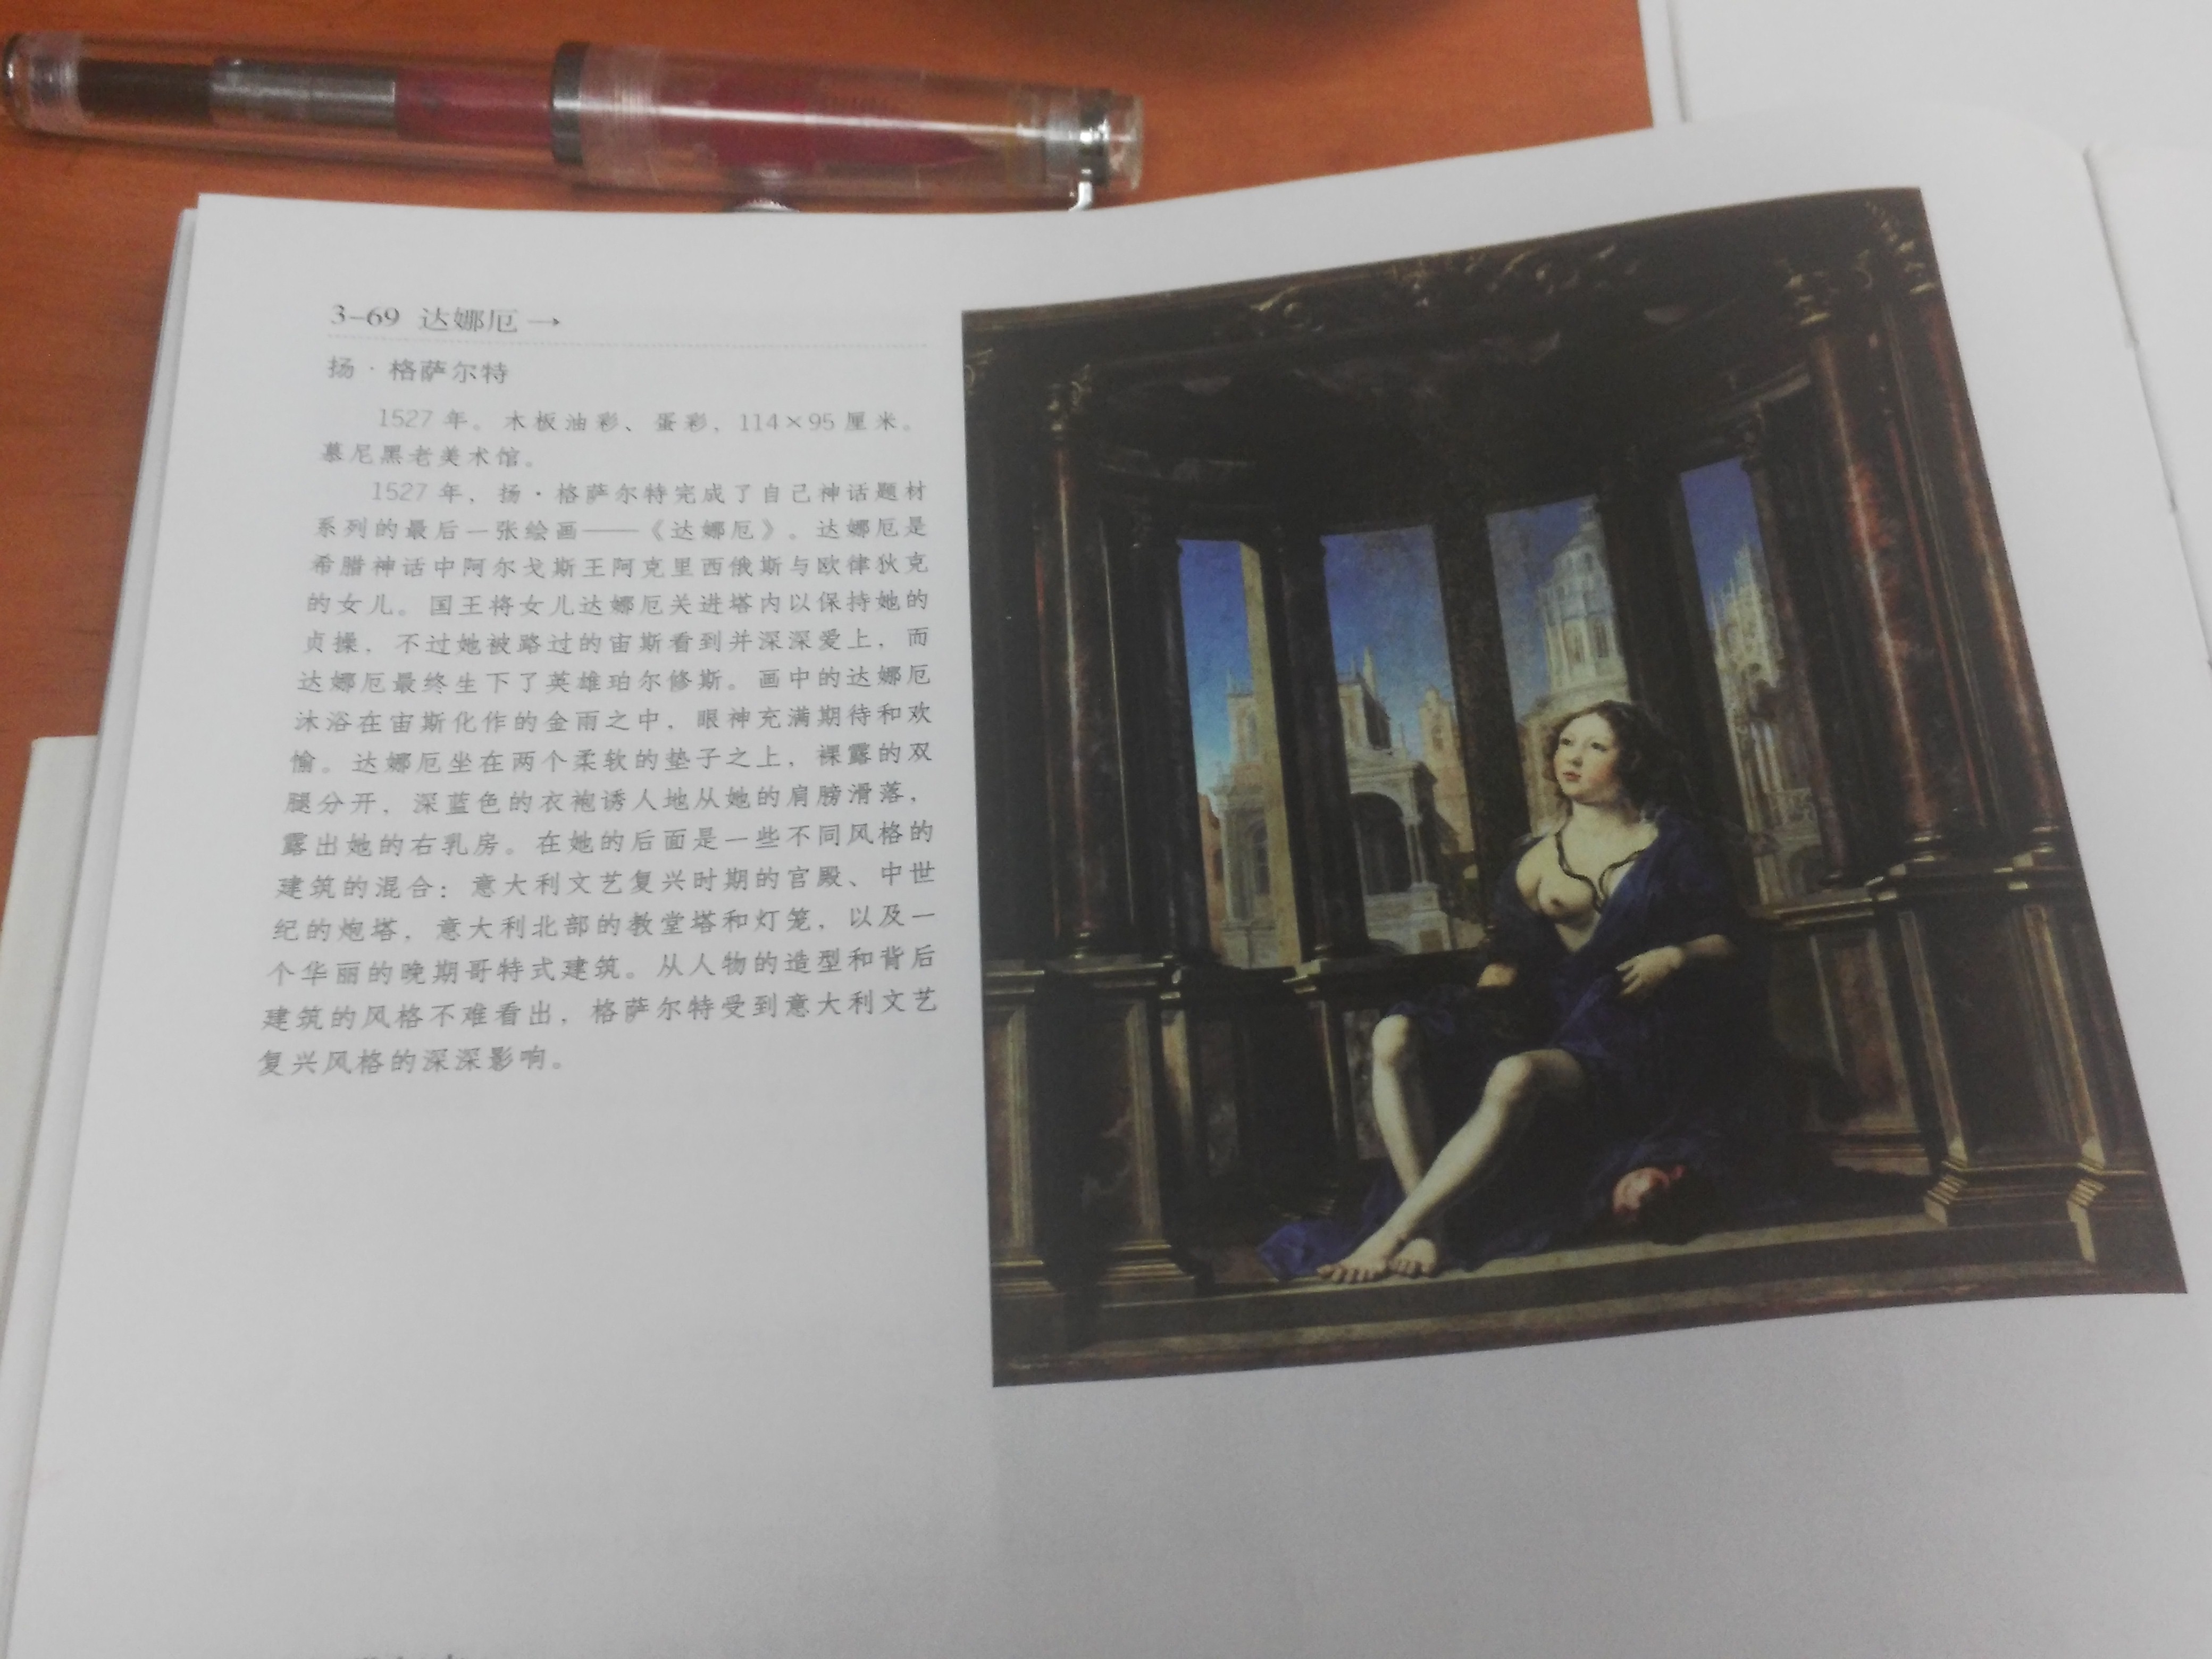 3-69 达娜厄→
扬·格萨尔特
1527 年。木板油彩、蛋彩，114×95 厘米。
慕尼黑老美术馆。
1527 年，扬·格萨尔特完成了自己神话题材
系列的最后一张绘画——《达娜厄》。达娜厄是
希腊神话中阿尔戈斯王阿克里西俄斯与欧律狄克
的女儿。国王将女儿达娜厄关进塔内以保持她的
贞操，不过她被路过的宙斯看到并深深爱上，而
达娜厄最终生下了英雄珀尔修斯。画中的达娜厄
沐浴在宙斯化作的金雨之中，眼神充满期待和欢
愉。达娜厄坐在两个柔软的垫子之上，裸露的双
腿分开，深蓝色的衣袍诱人地从她的肩膀滑落，
露出她的右乳房。在她的后面是一些不同风格的
建筑的混合：意大利文艺复兴时期的宫殿、中世
纪的炮塔，意大利北部的教堂塔和灯笼，以及一
个华丽的晚期哥特式建筑。从人物的造型和背后
建筑的风格不难看出，格萨尔特受到意大利文艺
复兴风格的深深影响。